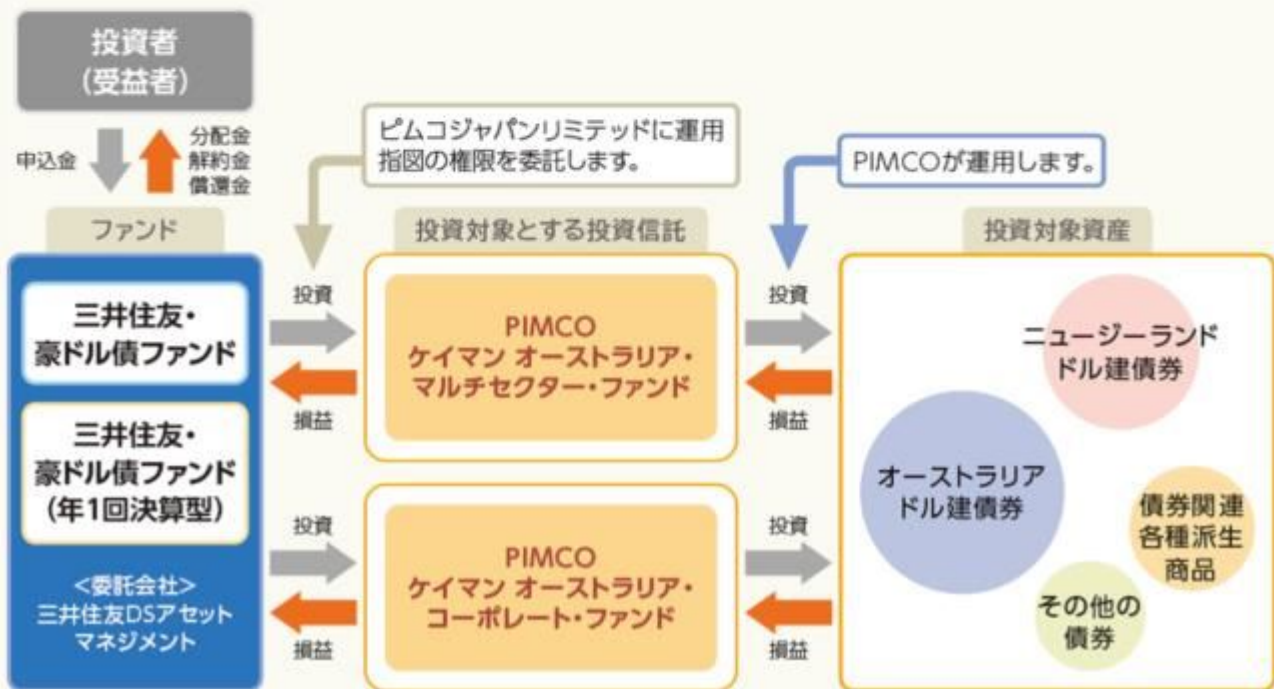 投資者
(受益者)
申込金
分配金
解約金
償還金
ピムコジャパンリミテッドに運用
指図の権限を委託します。
PIMCOが運用します。
ファンド
投資対象とする投資信託
投資対象資産
三井住友・
豪ドル債ファンド
三井住友・
豪ドル債ファンド
(年1回決算型)
<委託会社>
三井住友DSアセット
マネジメント
投資
損益
投資
損益
PIMCO
ケイマン オーストラリア・
マルチセクター・ファンド
PIMCO
ケイマン オーストラリア・
コーポレート・ファンド
投資
損益
投資
損益
ニュージーランド
ドル建債券
オーストラリア
ドル建債券
債券関連
各種派生
商品
その他の
債券